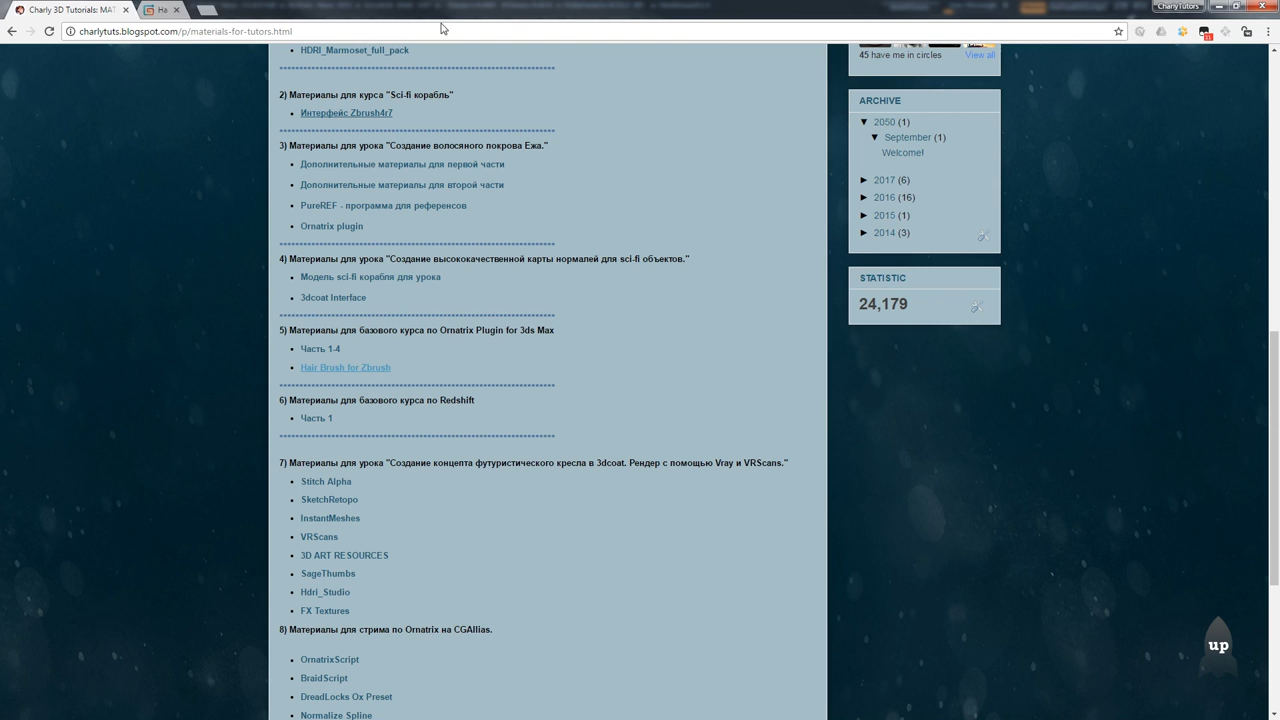 Charly 3D Tutorials: MAT
Ha
CharlyTutors
charlytuts.blogspot.com/p/materials-for-tutors.html
11
HDRI_Marmoset_full_pack
2) Материалы для курса "Sci-fi корабль"
Интерфейс Zbrush4r7
3) Материалы для урока "Создание волосяного покрова Ежа."
Дополнительные материалы для первой части
Дополнительные материалы для второй части
PureREF - программа для референсов
Ornatrix plugin
4) Материалы для урока "Создание высококачественной карты нормалей для sci-fi объектов."
Модель sci-fi корабля для урока
3dcoat Interface
5) Материалы для базового курса по Ornatrix Plugin for 3ds Max
Часть 1-4
Hair Brush for Zbrush
6) Материалы для базового курса по Redshift
Часть 1
7) Материалы для урока "Создание концепта футуристического кресла в 3dcoat. Рендер с помощью Vray и VRScans."
Stitch Alpha
SketchRetopo
InstantMeshes
VRScans
3D ART RESOURCES
SageThumbs
Hdri_Studio
FX Textures
8) Материалы для стрима по Ornatrix на CGAllias.
OrnatrixScript
BraidScript
DreadLocks Ox Preset
Normalize Spline
45 have me in circles View all
ARCHIVE
▼ 2050 (1)
▼ September (1)
Welcome!
► 2017 (6)
► 2016 (16)
► 2015 (1)
► 2014 (3)
STATISTIC
24,179
up